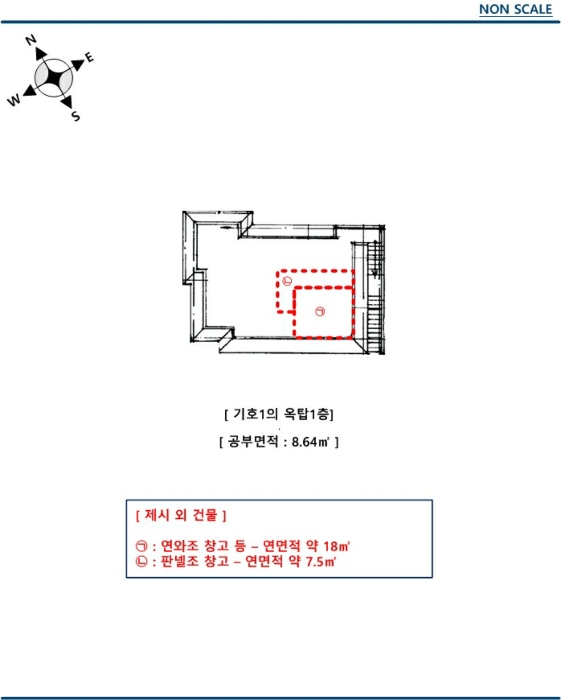 NON SCALE
N
E
W
S
㉡
㉠
[ 기호1의 옥탑1층]
[ 공부면적 : 8.64㎡ ]
[ 제시 외 건물 ]
㉠ : 연와조 창고 등 – 연면적 약 18㎡
㉡ : 판넬조 창고 – 연면적 약 7.5㎡